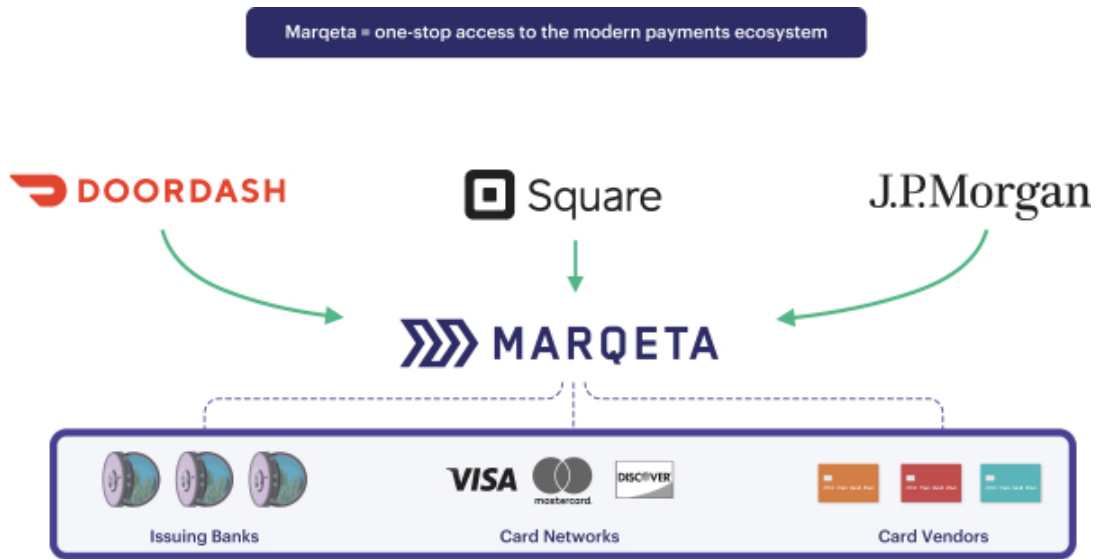 Marqeta = one-stop access to the modern payments ecosystem
DOORDASH
Square
J.P.Morgan
MARQETA
VISA
mastercard.
DISCOVER
Issuing Banks
Card Networks
Card Vendors